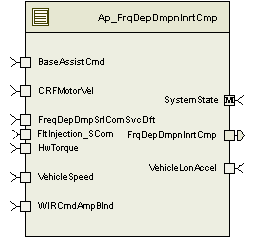 Ap_FrqDepDmpnInrtCmp
BaseAssistCmd
CRFMotorVel
SystemState
M
FreqDepDmpSrlComSvcDft
FltInjection_SCom
FrqDepDmpnInrtCmp
HwTorque
VehicleLonAccel
VehicleSpeed
WIRCmdAmpBlnd